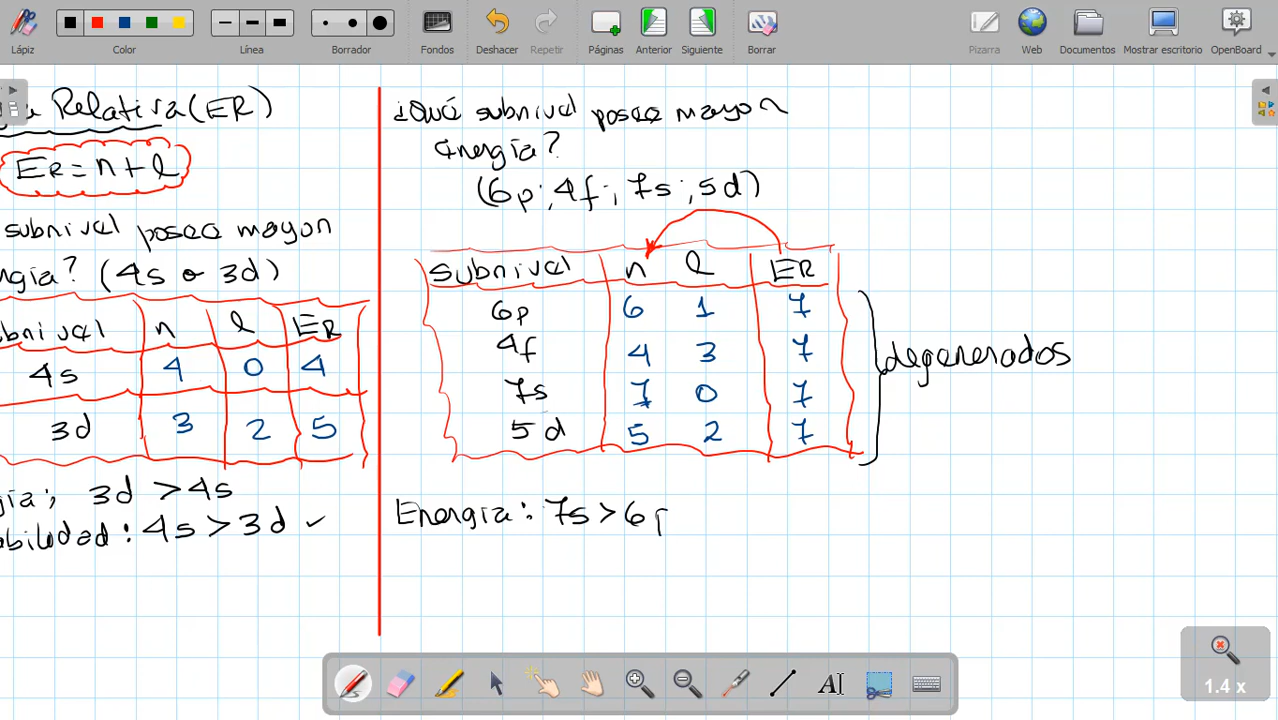 Lápiz Color Línea Borrador Fondos Deshacer Repetir Páginas Anterior Siguiente Borrar Pizarra Web Documentos Mostrar escritorio OpenBoard
Relativa (ER)
ER = n + l
subnivel posee mayor
energía? (4s o 3d)
subnivel n l ER
4s 4 0 4
3d 3 2 5
gía: 3d > 4s
abilidad: 4s > 3d ✓
¿Qué subnivel posee mayor
energía?
(6p; 4f; 7s; 5d)
Subnivel n l ER
6p 6 1 7
4f 4 3 7
7s 7 0 7
5d 5 2 7
degenerados
Energía: 7s > 6p
1.4 x